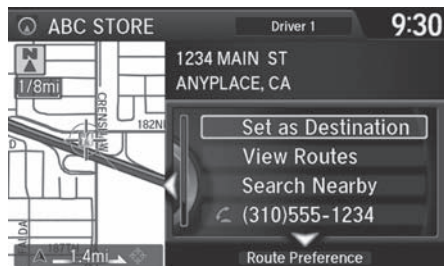 ABC STORE
Driver 1
9:30
N
1/8mi
1234 MAIN ST
ANYPLACE, CA
182N
Set as Destination
View Routes
Search Nearby
(310)555-1234
1.4mi
Route Preference